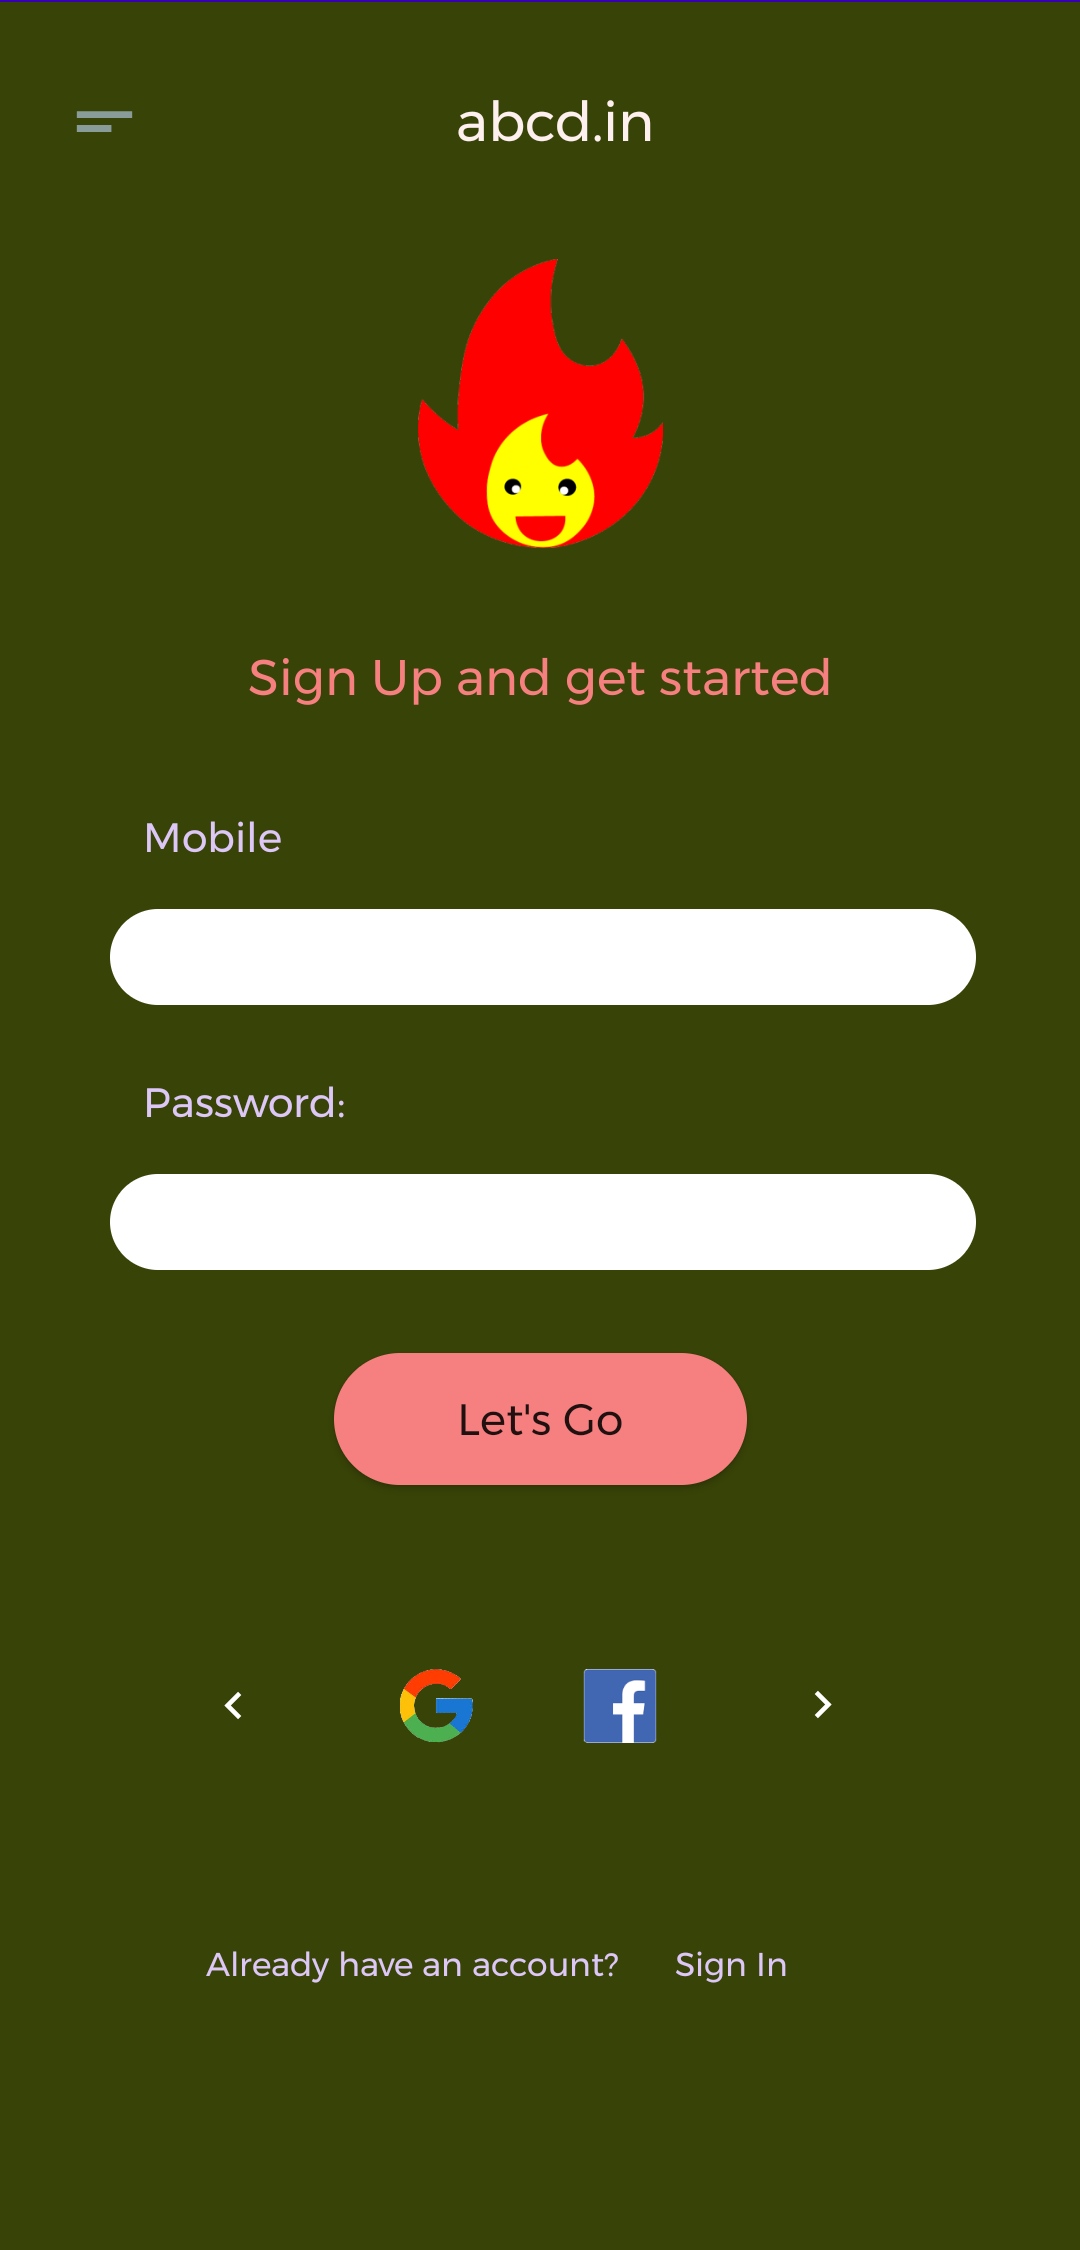 abcd.in
Sign Up and get started
Mobile
Password:
Let's Go
Already have an account? Sign In